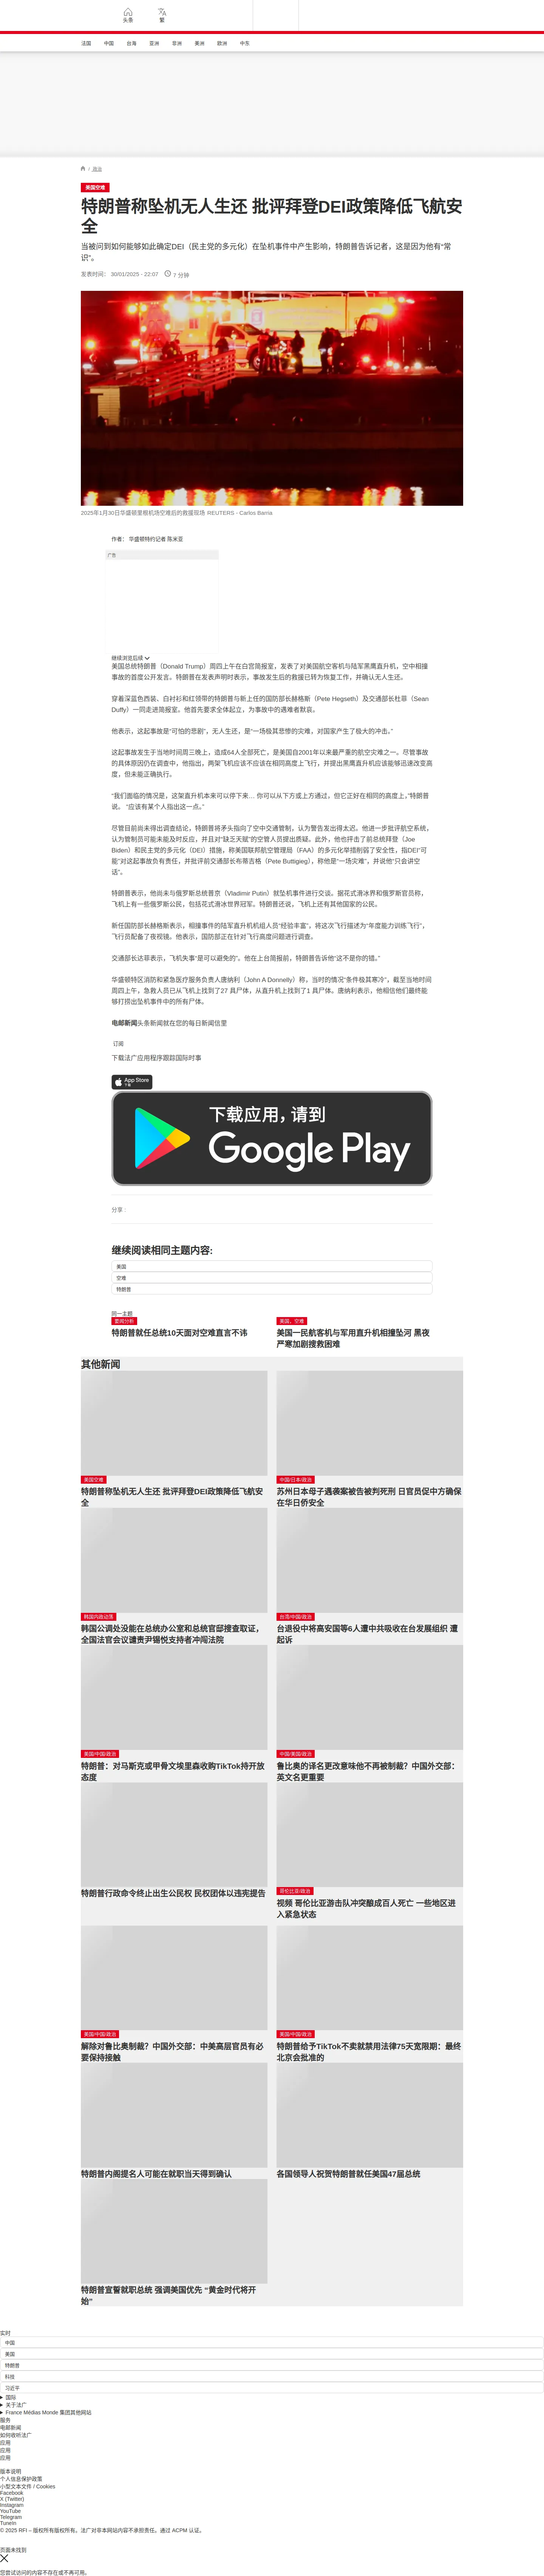 头条
繁
法国
中国
台海
亚洲
非洲
美洲
欧洲
中东
/ 政治
美国空难
特朗普称坠机无人生还 批评拜登DEI政策降低飞航安
全
当被问到如何能够如此确定DEI（民主党的多元化）在坠机事件中产生影响，特朗普告诉记者，这是因为他有“常
识”。
发表时间： 30/01/2025 - 22:07 7 分钟
2025年1月30日华盛顿里根机场空难后的救援现场 REUTERS - Carlos Barria
作者： 华盛顿特约记者 陈米亚
广告
继续浏览后续
美国总统特朗普（Donald Trump）周四上午在白宫简报室，发表了对美国航空客机与陆军黑鹰直升机，空中相撞
事故的首度公开发言。特朗普在发表声明时表示，事故发生后的救援已转为恢复工作，并确认无人生还。
穿着深蓝色西装、白衬衫和红领带的特朗普与新上任的国防部长赫格斯（Pete Hegseth）及交通部长杜菲（Sean
Duffy）一同走进简报室。他首先要求全体起立，为事故中的遇难者默哀。
他表示，这起事故是“可怕的悲剧”，无人生还，是“一场极其悲惨的灾难，对国家产生了极大的冲击。”
这起事故发生于当地时间周三晚上，造成64人全部死亡，是美国自2001年以来最严重的航空灾难之一。尽管事故
的具体原因仍在调查中，他指出，两架飞机应该不应该在相同高度上飞行，并提出黑鹰直升机应该能够迅速改变高
度，但未能正确执行。
“我们面临的情况是，这架直升机本来可以停下来… 你可以从下方或上方通过，但它正好在相同的高度上，”特朗普
说。 “应该有某个人指出这一点。”
尽管目前尚未得出调查结论，特朗普将矛头指向了空中交通管制，认为警告发出得太迟。他进一步批评航空系统，
认为管制员可能未能及时反应，并且对“缺乏天赋”的空管人员提出质疑。此外，他也抨击了前总统拜登（Joe
Biden）和民主党的多元化（DEI）措施，称美国联邦航空管理局（FAA）的多元化举措削弱了安全性，指DEI“可
能”对这起事故负有责任，并批评前交通部长布蒂吉格（Pete Buttigieg），称他是“一场灾难”，并说他“只会讲空
话”。
特朗普表示，他尚未与俄罗斯总统普京（Vladimir Putin）就坠机事件进行交谈。据花式滑冰界和俄罗斯官员称，
飞机上有一些俄罗斯公民，包括花式滑冰世界冠军。特朗普还说，飞机上还有其他国家的公民。
新任国防部长赫格斯表示，相撞事件的陆军直升机机组人员“经验丰富”，将这次飞行描述为“年度能力训练飞行”，
飞行员配备了夜视镜。他表示，国防部正在针对飞行高度问题进行调查。
交通部长达菲表示，飞机失事“是可以避免的”。他在上台简报前，特朗普告诉他“这不是你的错。”
华盛顿特区消防和紧急医疗服务负责人唐纳利（John A Donnelly）称，当时的情况“条件极其寒冷”。截至当地时间
周四上午，急救人员已从飞机上找到了27 具尸体，从直升机上找到了1 具尸体。唐纳利表示，他相信他们最终能
够打捞出坠机事件中的所有尸体。
电邮新闻头条新闻就在您的每日新闻信里
订阅
下载法广应用程序跟踪国际时事
App Store
下载
下载应用，请到
Google Play
分享 :
继续阅读相同主题内容:
美国
空难
特朗普
同一主题
要闻分析
特朗普就任总统10天面对空难直言不讳
美国，空难
美国一民航客机与军用直升机相撞坠河 黑夜
严寒加剧搜救困难
其他新闻
美国空难
特朗普称坠机无人生还 批评拜登DEI政策降低飞航安
全
中国/日本/政治
苏州日本母子遇袭案被告被判死刑 日官员促中方确保
在华日侨安全
韩国内政动荡
韩国公调处没能在总统办公室和总统官邸搜查取证，
全国法官会议谴责尹锡悦支持者冲闯法院
台湾/中国/政治
台退役中将高安国等6人遭中共吸收在台发展组织 遭
起诉
美国/中国/政治
特朗普：对马斯克或甲骨文埃里森收购TikTok持开放
态度
中国/美国/政治
鲁比奥的译名更改意味他不再被制裁？中国外交部：
英文名更重要
特朗普行政命令终止出生公民权 民权团体以违宪提告
哥伦比亚/政治
视频 哥伦比亚游击队冲突酿成百人死亡 一些地区进
入紧急状态
美国/中国/政治
解除对鲁比奥制裁？中国外交部：中美高层官员有必
要保持接触
美国/中国/政治
特朗普给予TikTok不卖就禁用法律75天宽限期：最终
北京会批准的
特朗普内阁提名人可能在就职当天得到确认
各国领导人祝贺特朗普就任美国47届总统
特朗普宣誓就职总统 强调美国优先 “黄金时代将开
始”
实时
中国
美国
特朗普
科技
习近平
国际
关于法广
France Médias Monde 集团其他网站
服务
电邮新闻
如何收听法广
应用
应用
应用
版本说明
个人信息保护政策
小型文本文件 / Cookies
Facebook
X (Twitter)
Instagram
YouTube
Telegram
TuneIn
© 2025 RFI – 版权所有版权所有。法广对非本网站内容不承担责任。通过 ACPM 认证。
页面未找到
您尝试访问的内容不存在或不再可用。